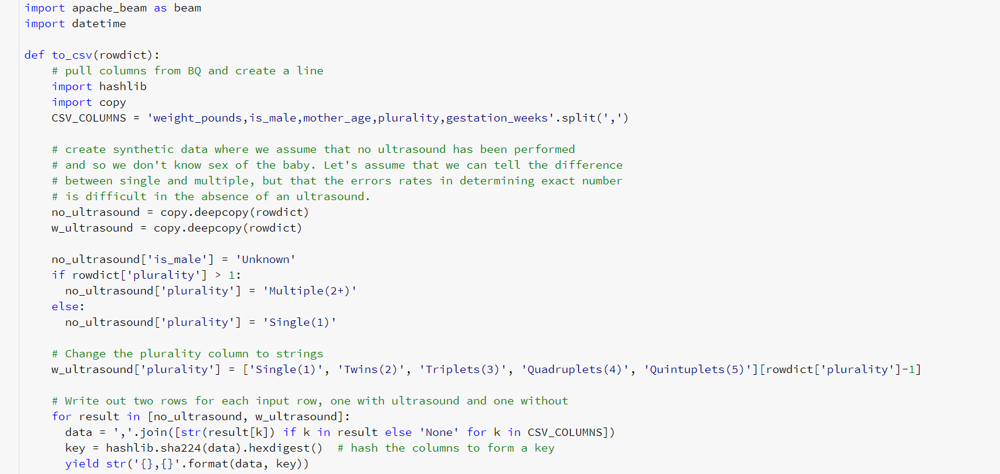 import apache_beam as beam
import datetime

def to_csv(rowdict):
    # pull columns from BQ and create a line
    import hashlib
    import copy
    CSV_COLUMNS = 'weight_pounds,is_male,mother_age,plurality,gestation_weeks'.split(',')

    # create synthetic data where we assume that no ultrasound has been performed
    # and so we don't know sex of the baby. Let's assume that we can tell the difference
    # between single and multiple, but that the errors rates in determining exact number
    # is difficult in the absence of an ultrasound.
    no_ultrasound = copy.deepcopy(rowdict)
    w_ultrasound = copy.deepcopy(rowdict)

    no_ultrasound['is_male'] = 'Unknown'
    if rowdict['plurality'] > 1:
      no_ultrasound['plurality'] = 'Multiple(2+)'
    else:
      no_ultrasound['plurality'] = 'Single(1)'

    # Change the plurality column to strings
    w_ultrasound['plurality'] = ['Single(1)', 'Twins(2)', 'Triplets(3)', 'Quadruplets(4)', 'Quintuplets(5)'][rowdict['plurality']-1]

    # Write out two rows for each input row, one with ultrasound and one without
    for result in [no_ultrasound, w_ultrasound]:
      data = ','.join([str(result[k]) if k in result else 'None' for k in CSV_COLUMNS])
      key = hashlib.sha224(data).hexdigest()  # hash the columns to form a key
      yield str('{},{}'.format(data, key))